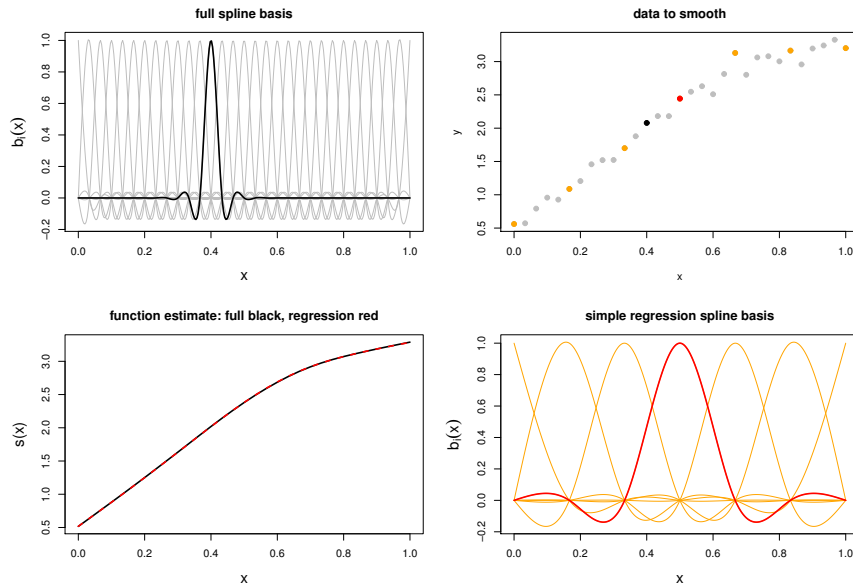 full spline basis
b_i(x)
1.0
0.8
0.6
0.4
0.2
0.0
−0.2
0.0 0.2 0.4 0.6 0.8 1.0
x
data to smooth
y
3.0
2.5
2.0
1.5
1.0
0.5
0.0 0.2 0.4 0.6 0.8 1.0
x
function estimate: full black, regression red
s(x)
3.0
2.5
2.0
1.5
1.0
0.5
0.0 0.2 0.4 0.6 0.8 1.0
x
simple regression spline basis
b_i(x)
1.0
0.8
0.6
0.4
0.2
0.0
−0.2
0.0 0.2 0.4 0.6 0.8 1.0
x